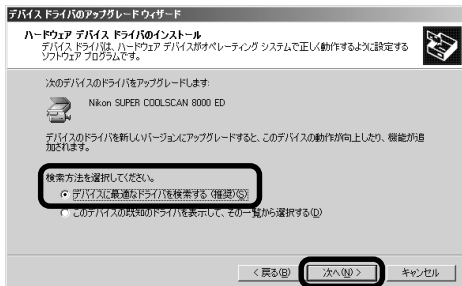 デバイス ドライバのアップグレード ウィザード
ハードウェア デバイス ドライバのインストール
デバイス ドライバは、ハードウェア デバイスがオペレーティング システムで正しく動作するように設定する
ソフトウェア プログラムです。
次のデバイスのドライバをアップグレードします:
Nikon SUPER COOLSCAN 8000 ED
デバイスのドライバを新しいバージョンにアップグレードすると、このデバイスの動作が向上したり、機能が追
加されます。
検索方法を選択してください。
デバイスに最適なドライバを検索する (推奨)(S)
このデバイスの既知のドライバを表示して、その一覧から選択する(D)
< 戻る(B) 次へ(N) > キャンセル